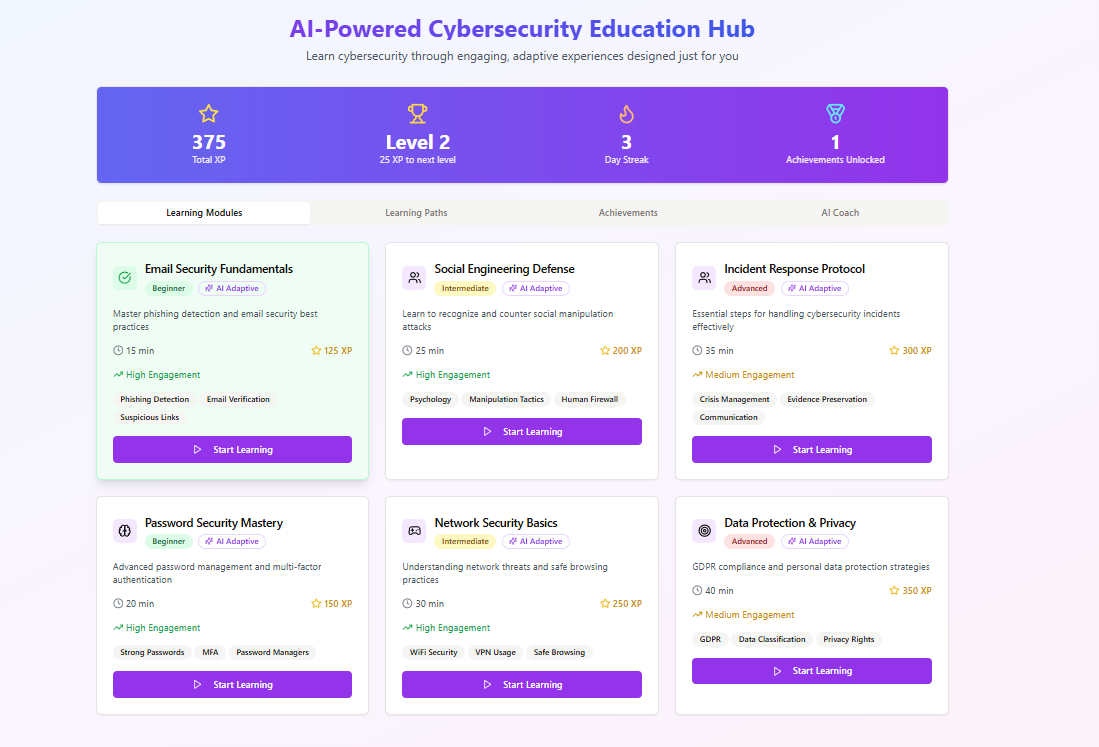 AI-Powered Cybersecurity Education Hub
Learn cybersecurity through engaging, adaptive experiences designed just for you
375
Total XP
Level 2
25 XP to next level
3
Day Streak
1
Achievements Unlocked
Learning Modules
Learning Paths
Achievements
AI Coach
Email Security Fundamentals
Beginner
AI Adaptive
Master phishing detection and email security best
practices
15 min
125 XP
High Engagement
Phishing Detection
Email Verification
Suspicious Links
Start Learning
Social Engineering Defense
Intermediate
AI Adaptive
Learn to recognize and counter social manipulation
attacks
25 min
200 XP
High Engagement
Psychology
Manipulation Tactics
Human Firewall
Start Learning
Incident Response Protocol
Advanced
AI Adaptive
Essential steps for handling cybersecurity incidents
effectively
35 min
300 XP
Medium Engagement
Crisis Management
Evidence Preservation
Communication
Start Learning
Password Security Mastery
Beginner
AI Adaptive
Advanced password management and multi-factor
authentication
20 min
150 XP
High Engagement
Strong Passwords
MFA
Password Managers
Start Learning
Network Security Basics
Intermediate
AI Adaptive
Understanding network threats and safe browsing
practices
30 min
250 XP
High Engagement
WiFi Security
VPN Usage
Safe Browsing
Start Learning
Data Protection & Privacy
Advanced
AI Adaptive
GDPR compliance and personal data protection strategies
40 min
350 XP
Medium Engagement
GDPR
Data Classification
Privacy Rights
Start Learning